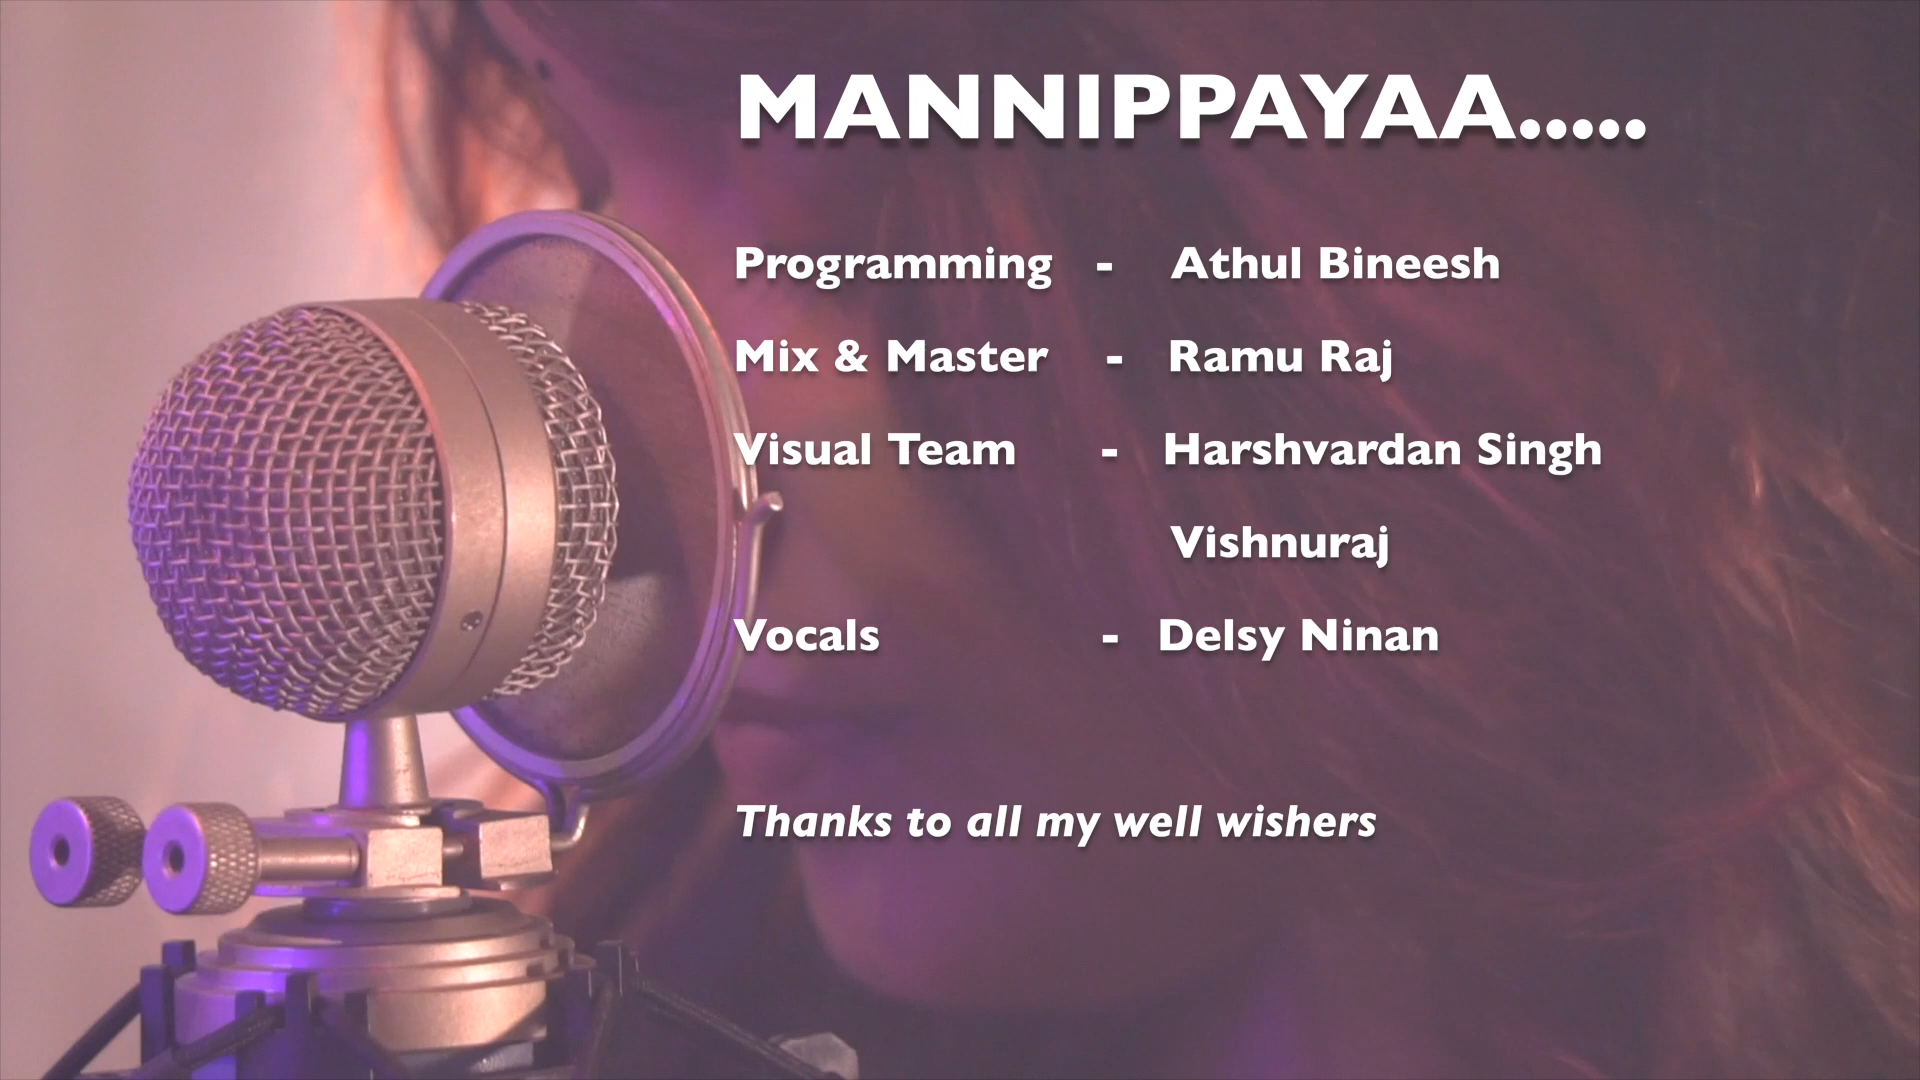 MANNIPPAYAA.....
Programming - Athul Bineesh
Mix & Master - Ramu Raj
Visual Team - Harshvardan Singh
Vishnuraj
Vocals - Delsy Ninan
Thanks to all my well wishers